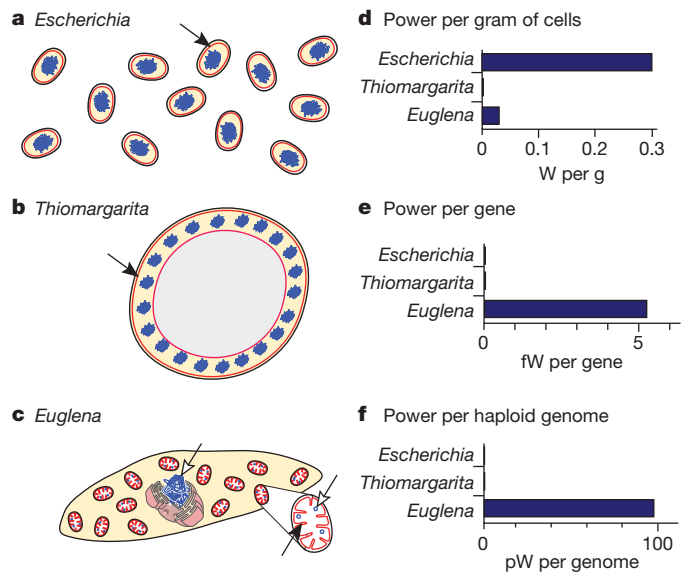 a Escherichia
b Thiomargarita
c Euglena
d Power per gram of cells
Escherichia
Thiomargarita
Euglena
0 0.1 0.2 0.3
W per g
e Power per gene
Escherichia
Thiomargarita
Euglena
0 5
fW per gene
f Power per haploid genome
Escherichia
Thiomargarita
Euglena
0 100
pW per genome